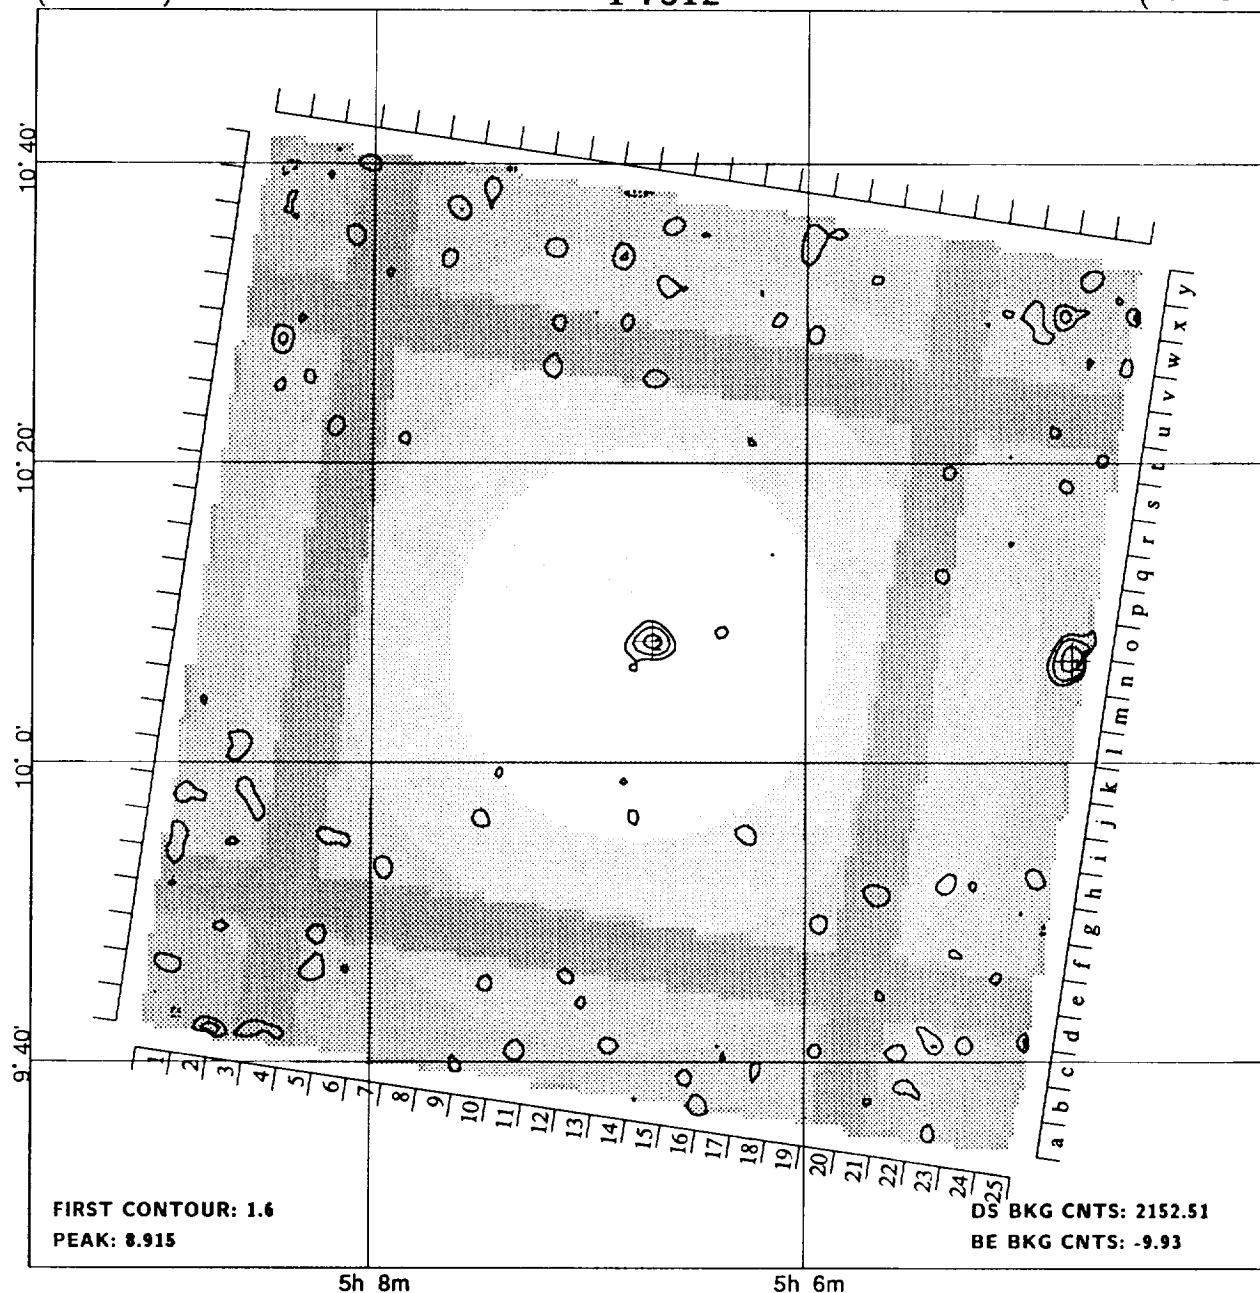 10° 40'
10° 20'
10° 0'
9° 40'
y
x
w
v
u
t
s
r
q
p
o
n
m
l
k
j
i
h
g
f
e
d
c
b
a
1 2 3 4 5 6 7 8 9 10 11 12 13 14 15 16 17 18 19 20 21 22 23 24 25
FIRST CONTOUR: 1.6
PEAK: 8.915
DS BKG CNTS: 2152.51
BE BKG CNTS: -9.93
5h 8m
5h 6m